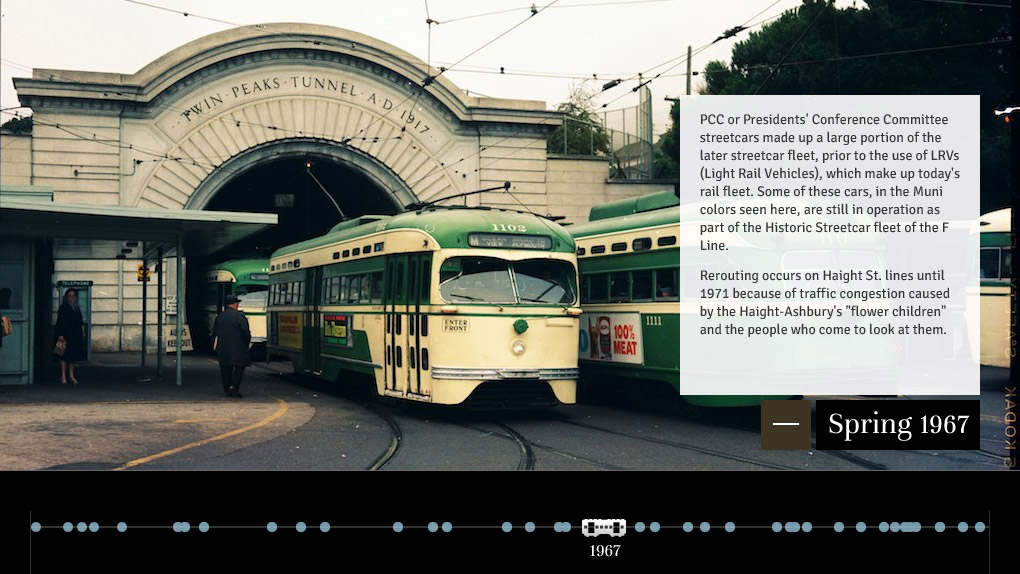 TWIN·PEAKS·TUNNEL·A·D·1917
TELEPHONE
1102
ENTER
FRONT
1111
100%
MEAT
PCC or Presidents' Conference Committee
streetcars made up a large portion of the
later streetcar fleet, prior to the use of LRVs
(Light Rail Vehicles), which make up today's
rail fleet. Some of these cars, in the Muni
colors seen here, are still in operation as
part of the Historic Streetcar fleet of the F
Line.
Rerouting occurs on Haight St. lines until
1971 because of traffic congestion caused
by the Haight-Ashbury's "flower children"
and the people who come to look at them.
Spring 1967
KODAK
1967